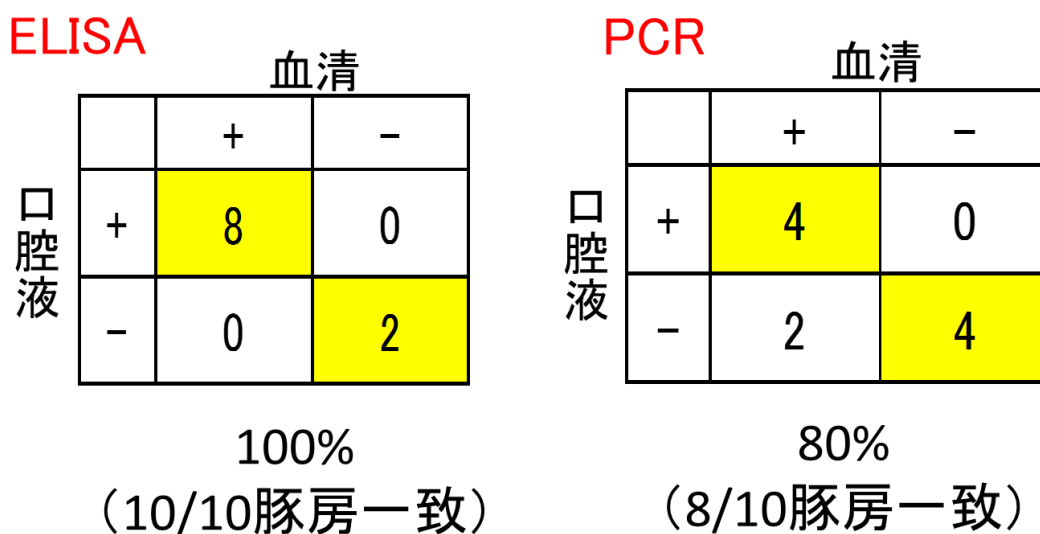 ELISA
血清
+ −
口腔液
+ 8 0
− 0 2
100%
（10/10豚房一致）
PCR
血清
+ −
口腔液
+ 4 0
− 2 4
80%
（8/10豚房一致）